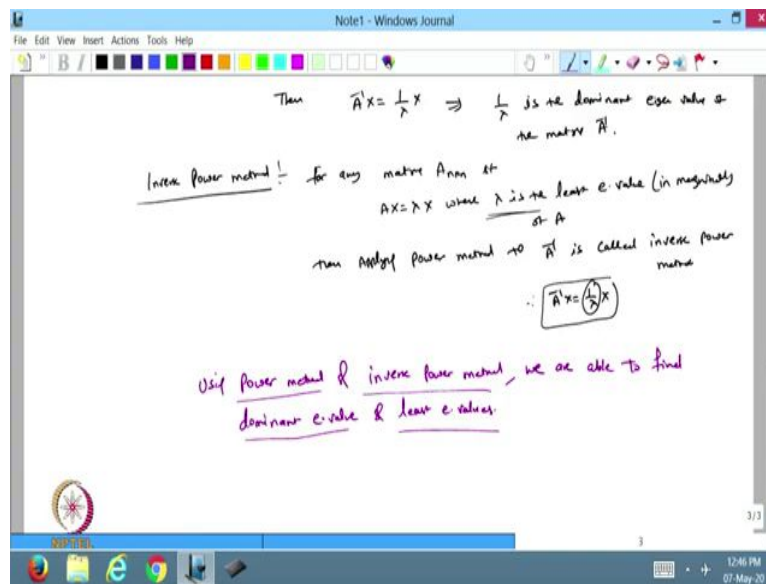 Note1 - Windows Journal
File Edit View Insert Actions Tools Help
B I
Then A⁻¹x = 1/λ x ⇒ 1/λ is the dominant eigen value of
the matrix A⁻¹.
Inverse Power method :- for any matrix Anxn st
AX = λX where λ is the least e.value (in magnitude)
of A
then Applying Power method to A⁻¹ is called inverse power
method
∴ A⁻¹x = (1/λ)x
Using Power method & inverse power method, we are able to find
dominant e.value & least e.values.
NPTEL
3/3
3
12:46 PM
07-May-20